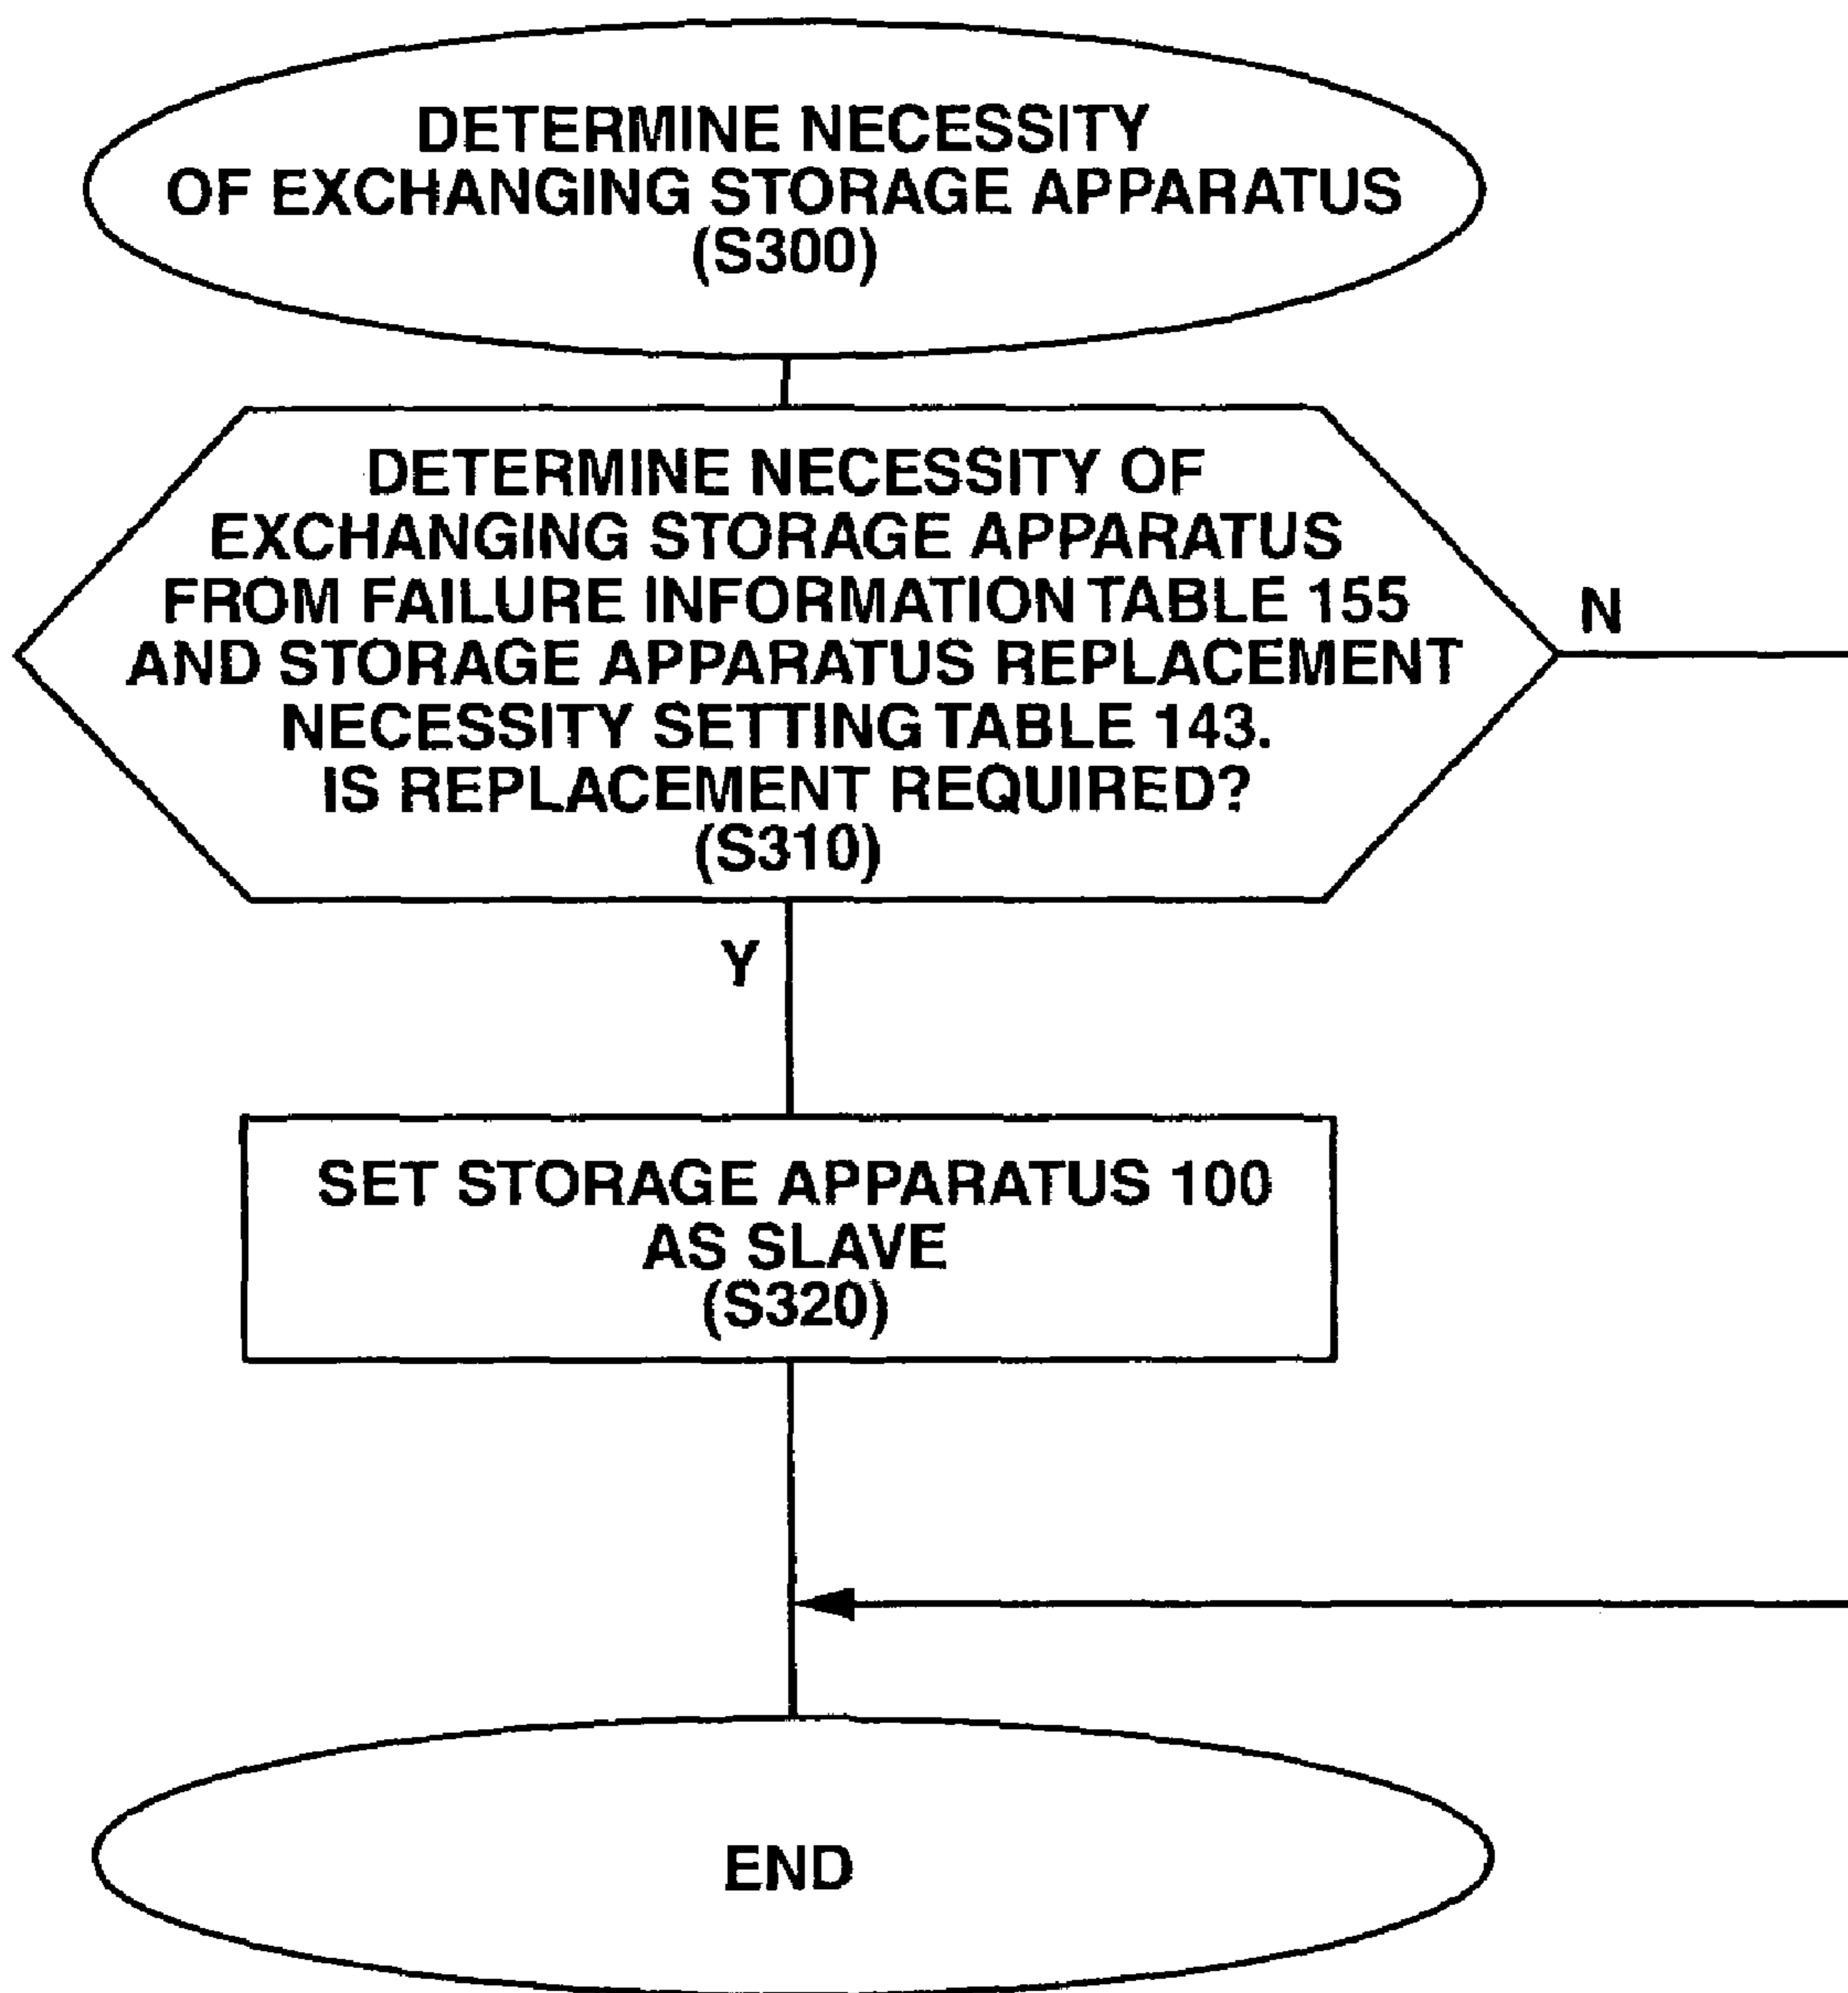 DETERMINE NECESSITY
OF EXCHANGING STORAGE APPARATUS
(S300)
DETERMINE NECESSITY OF
EXCHANGING STORAGE APPARATUS
FROM FAILURE INFORMATION TABLE 155
AND STORAGE APPARATUS REPLACEMENT
NECESSITY SETTING TABLE 143.
IS REPLACEMENT REQUIRED?
(S310)
N
Y
SET STORAGE APPARATUS 100
AS SLAVE
(S320)
END